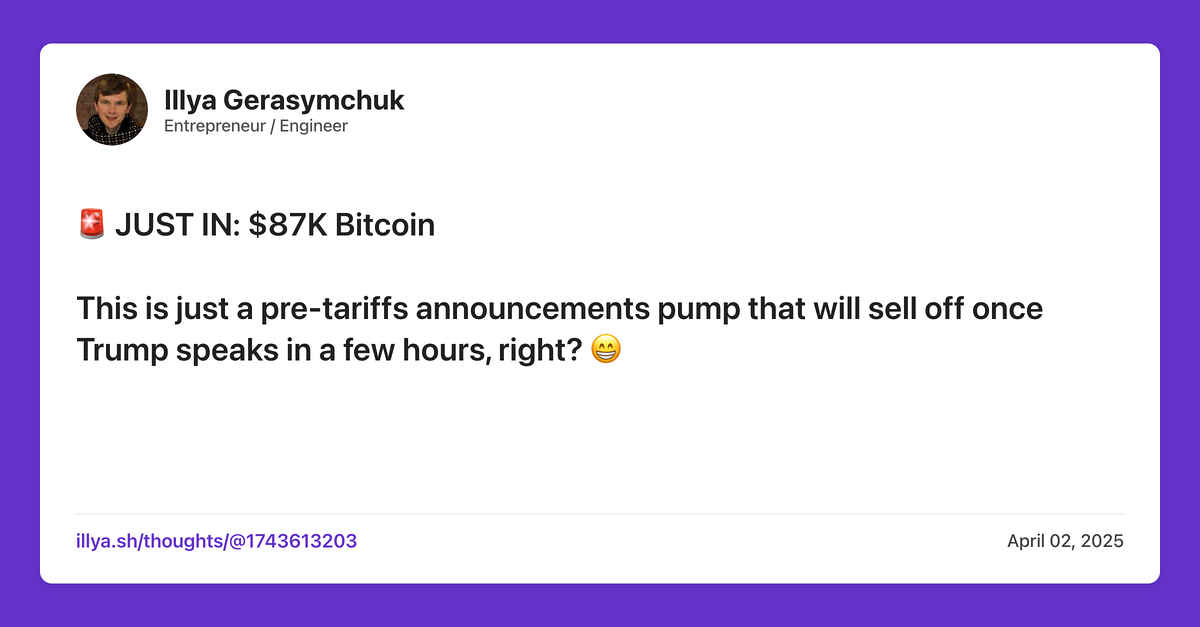 Illya Gerasymchuk
Entrepreneur / Engineer
🚨 JUST IN: $87K Bitcoin
This is just a pre-tariffs announcements pump that will sell off once
Trump speaks in a few hours, right? 😁
illya.sh/thoughts/@1743613203
April 02, 2025